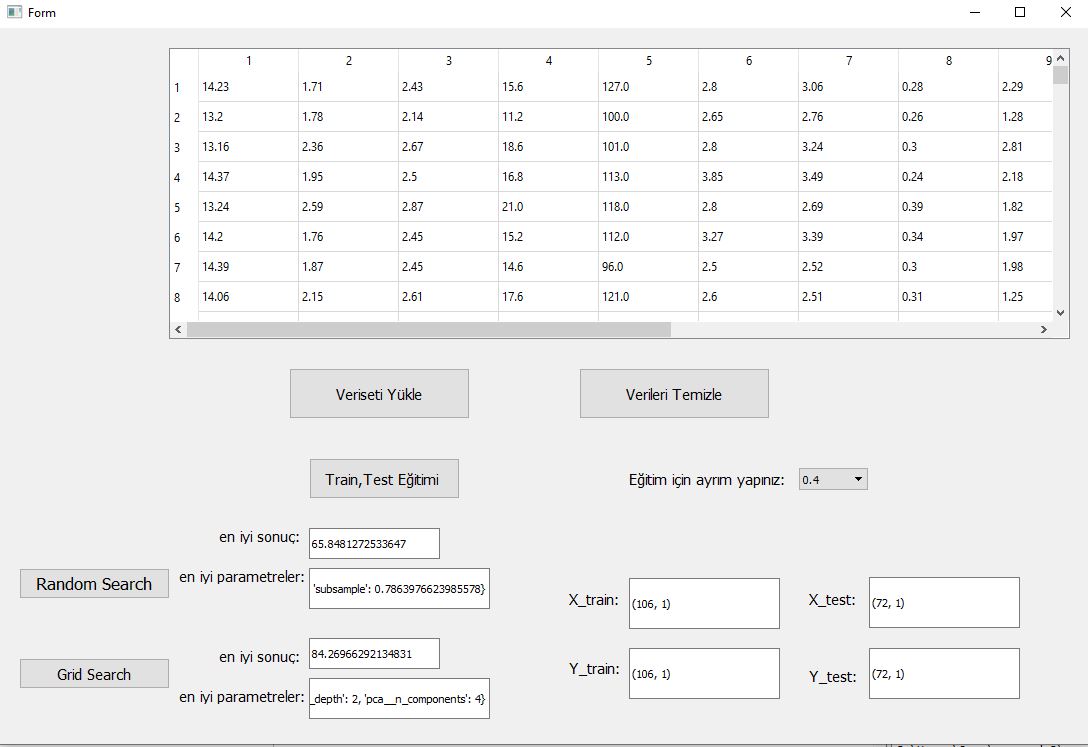 Form
1 2 3 4 5 6 7 8 9
1 14.23 1.71 2.43 15.6 127.0 2.8 3.06 0.28 2.29
2 13.2 1.78 2.14 11.2 100.0 2.65 2.76 0.26 1.28
3 13.16 2.36 2.67 18.6 101.0 2.8 3.24 0.3 2.81
4 14.37 1.95 2.5 16.8 113.0 3.85 3.49 0.24 2.18
5 13.24 2.59 2.87 21.0 118.0 2.8 2.69 0.39 1.82
6 14.2 1.76 2.45 15.2 112.0 3.27 3.39 0.34 1.97
7 14.39 1.87 2.45 14.6 96.0 2.5 2.52 0.3 1.98
8 14.06 2.15 2.61 17.6 121.0 2.6 2.51 0.31 1.25
Veriseti Yükle Verileri Temizle
Train,Test Eğitimi Eğitim için ayrım yapınız: 0.4
en iyi sonuç: 65.8481272533647
Random Search en iyi parametreler: 'subsample': 0.7863976623985578}
X_train: (106, 1) X_test: (72, 1)
en iyi sonuç: 84.26966292134831
Grid Search en iyi parametreler: _depth': 2, 'pca__n_components': 4}
Y_train: (106, 1) Y_test: (72, 1)